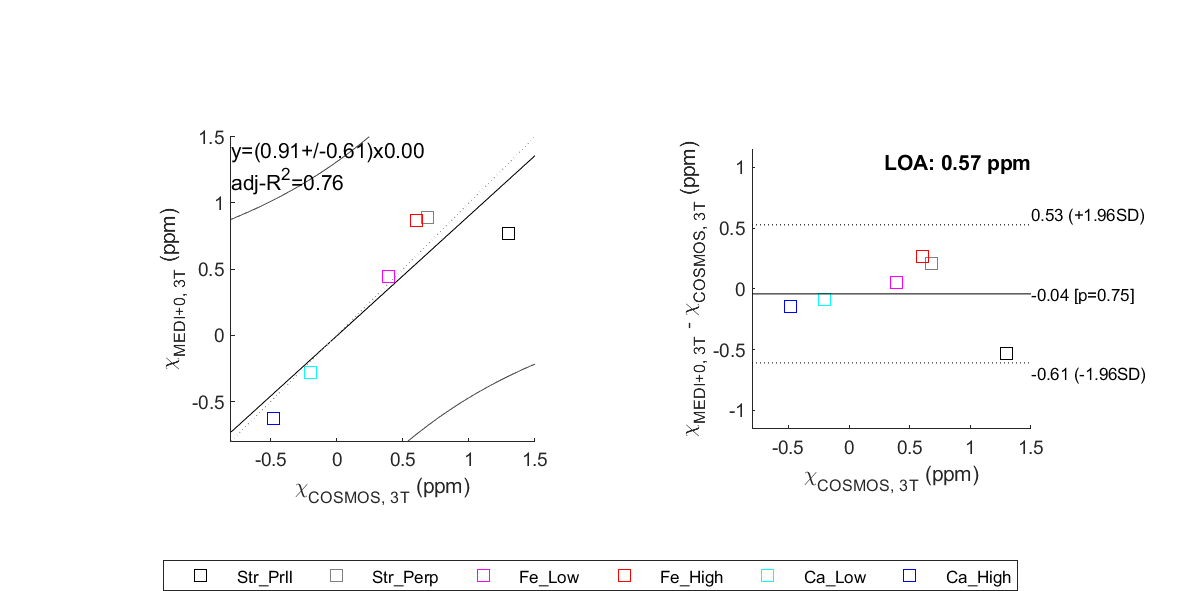 y=(0.91+/-0.61)x0.00
adj-R2=0.76
1.5
1
0.5
0
-0.5
-0.5 0 0.5 1 1.5
χCOSMOS, 3T (ppm)
χMEDI+0, 3T (ppm)
LOA: 0.57 ppm
1
0.5
0
-0.5
-1
0.53 (+1.96SD)
-0.04 [p=0.75]
-0.61 (-1.96SD)
-0.5 0 0.5 1 1.5
χCOSMOS, 3T (ppm)
χMEDI+0, 3T - χCOSMOS, 3T (ppm)
Str_Prll Str_Perp Fe_Low Fe_High Ca_Low Ca_High